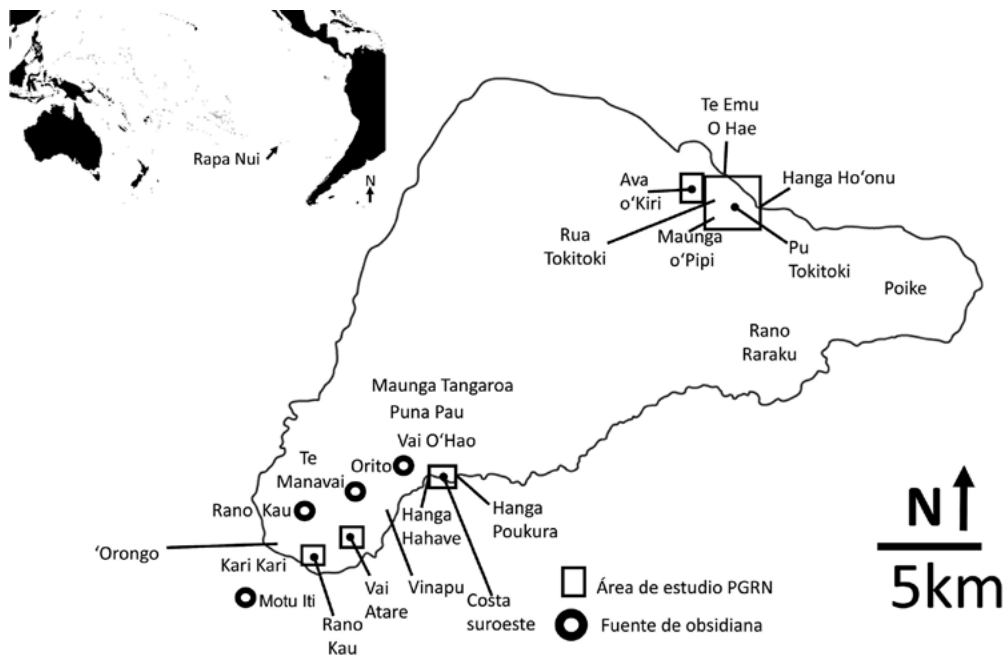 Rapa Nui
N
Te Emu
O Hae
Ava
o‘Kiri
Hanga Ho‘onu
Rua
Tokitoki
Maunga
o‘Pipi
Pu
Tokitoki
Poike
Rano
Raraku
Maunga Tangaroa
Puna Pau
Vai O‘Hao
Te
Manavai
Orito
Rano Kau
Hanga
Hahave
Hanga
Poukura
‘Orongo
Kari Kari
Motu Iti
Rano
Kau
Vai
Atare
Vinapu
Costa
suroeste
Área de estudio PGRN
Fuente de obsidiana
N
5km